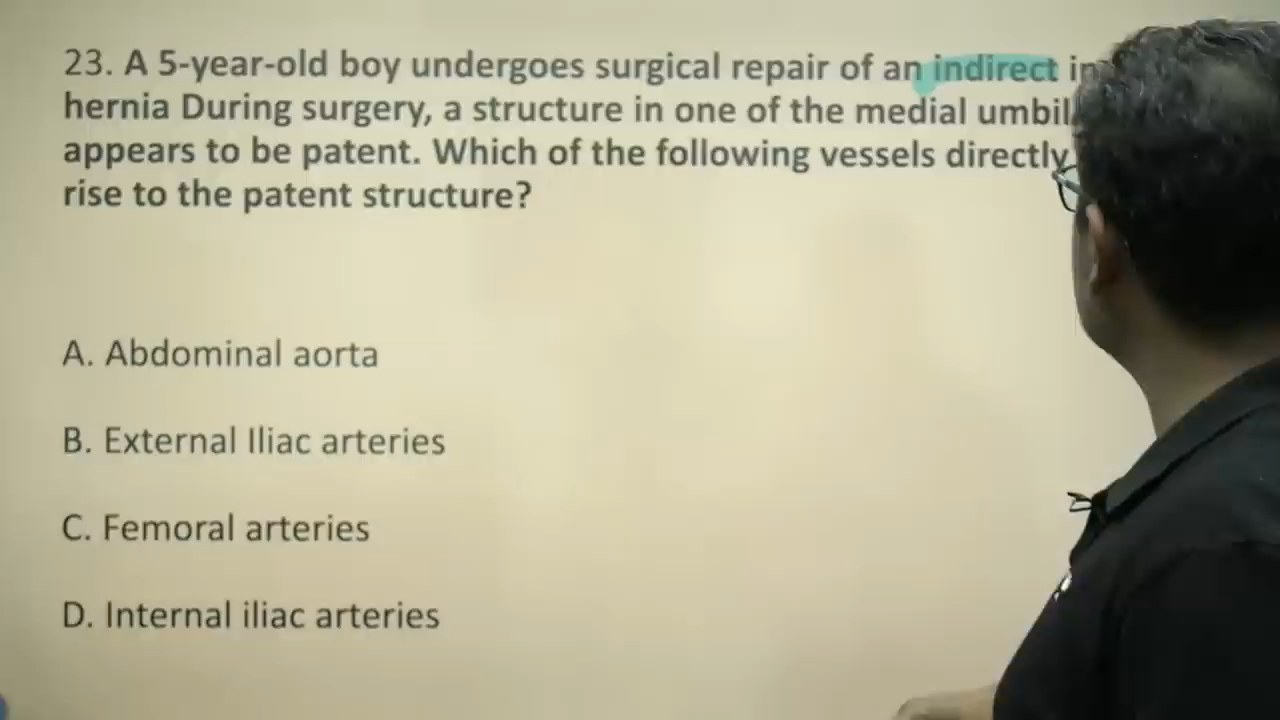 23. A 5-year-old boy undergoes surgical repair of an indirect
hernia During surgery, a structure in one of the medial
appears to be patent. Which of the following vessels directly
rise to the patent structure?
A. Abdominal aorta
B. External Iliac arteries
C. Femoral arteries
D. Internal iliac arteries